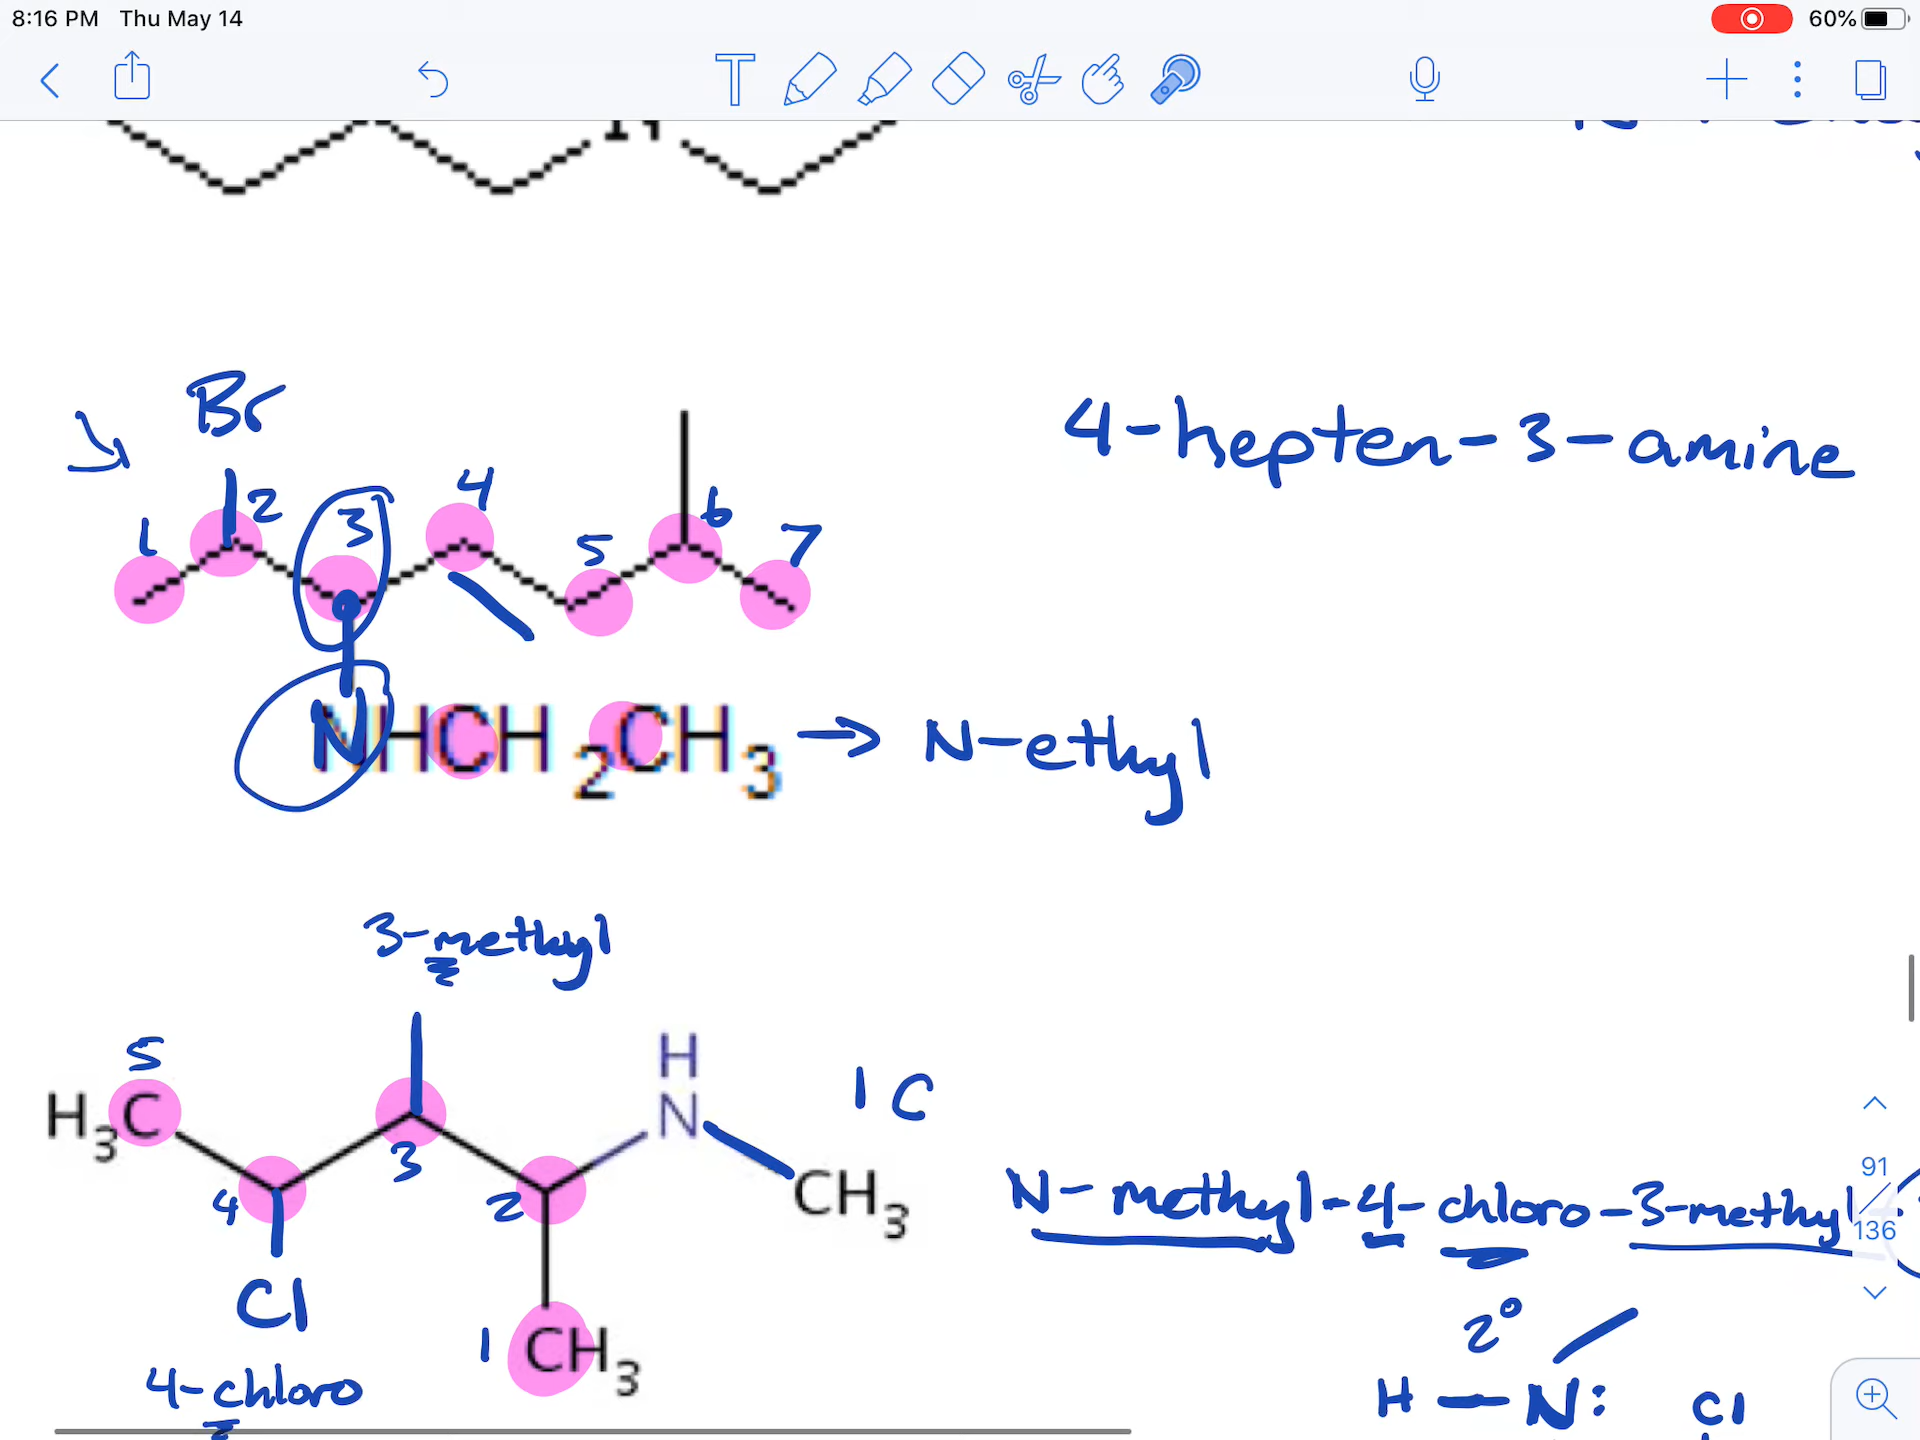 8:16 PM Thu May 14
60%
Br
4-hepten-3-amine
1 2 3 4 5 6 7
NHCH2CH3 → N-ethyl
3-methyl
5
H
1 C
H3C
N
3
4
2
CH3
N-methyl-4-chloro-3-methyl
91
136
Cl
2°
1 CH3
4-chloro
H — N:
Cl